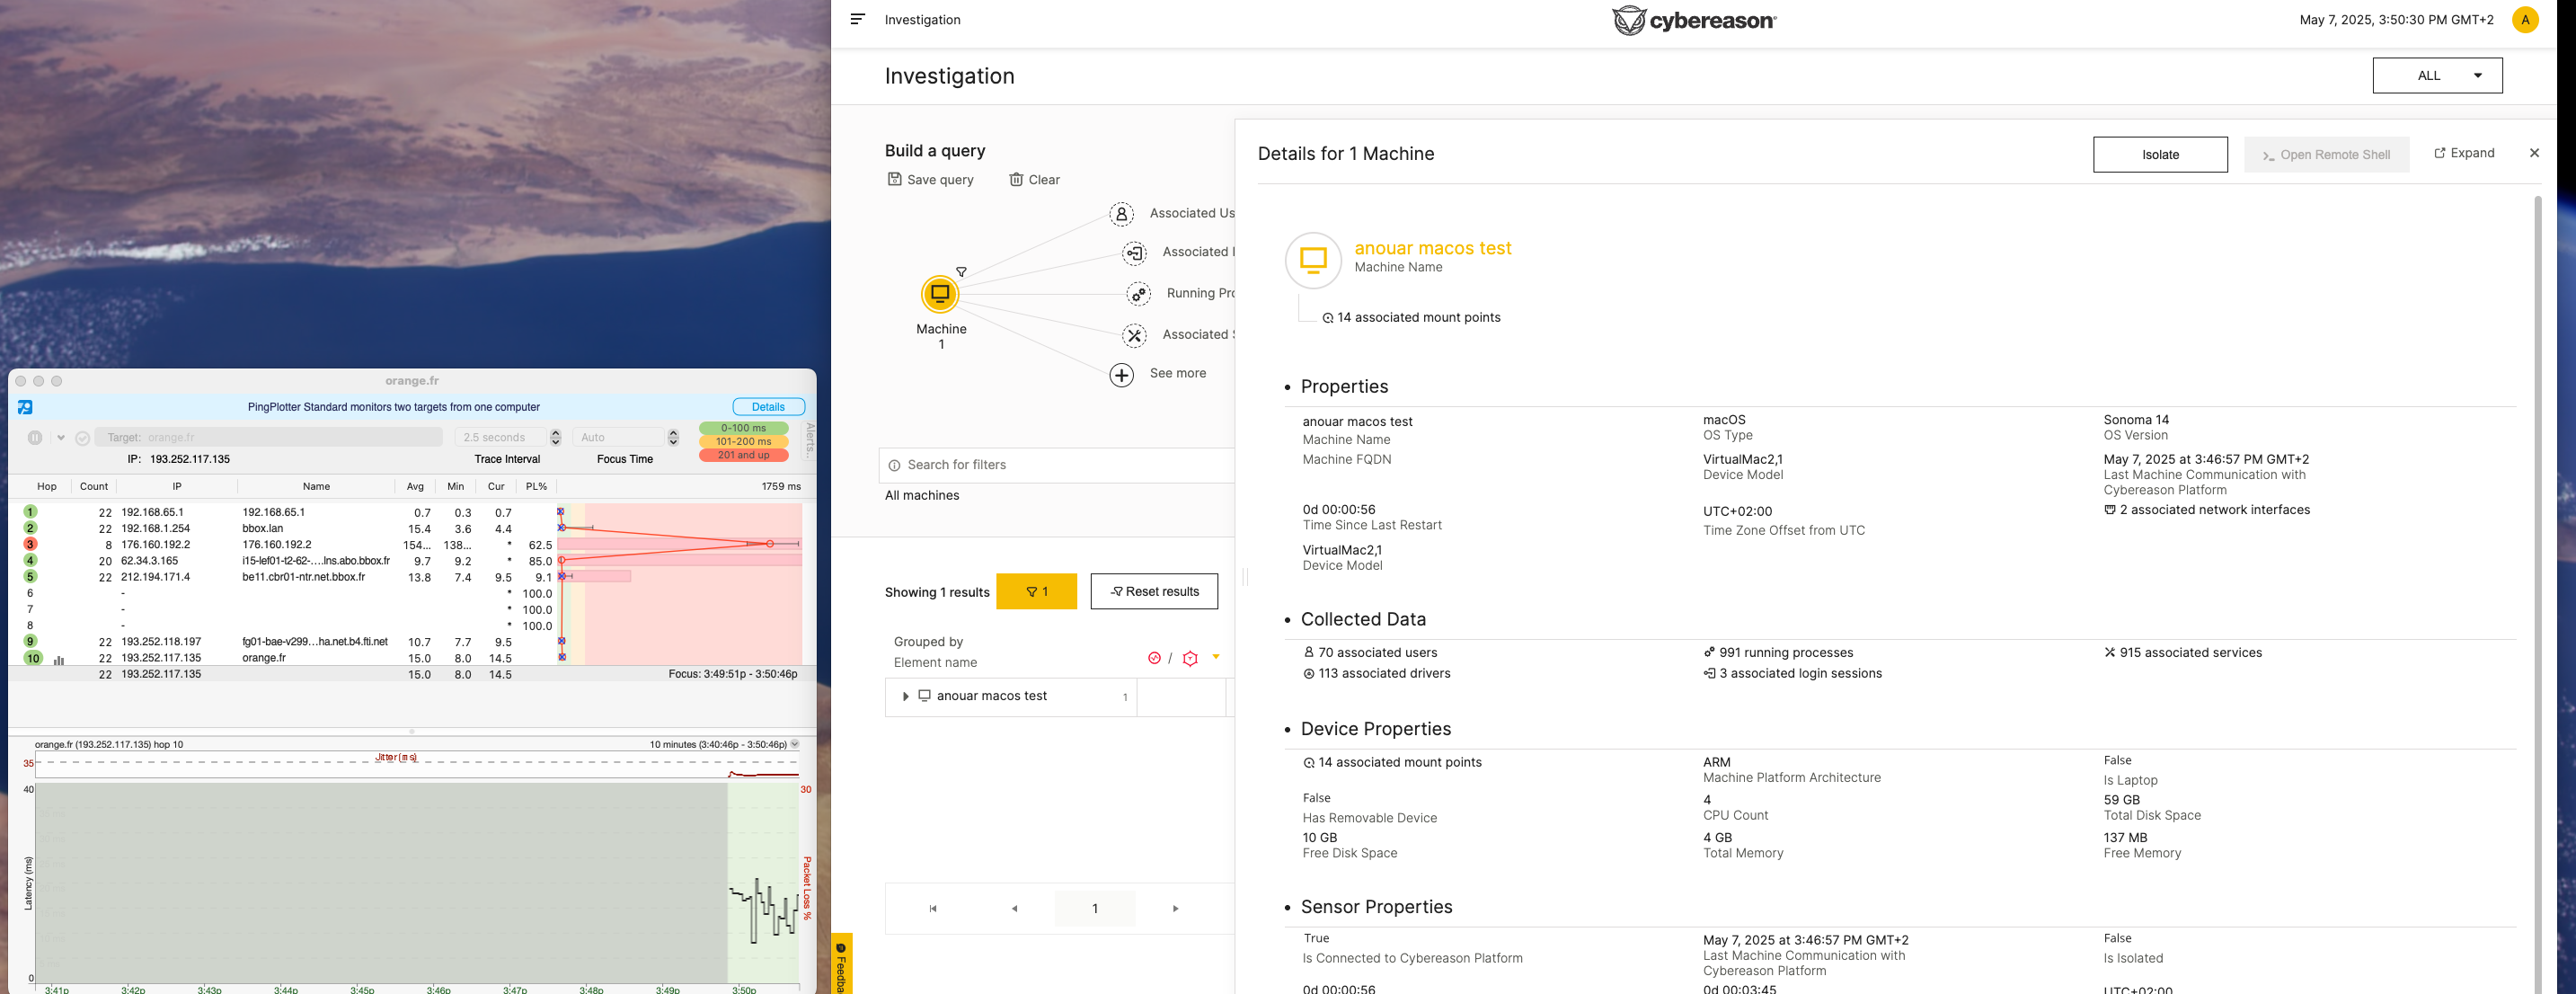 Investigation
cybereason
May 7, 2025, 3:50:30 PM GMT+2
A
Investigation
ALL
Build a query
Save query
Clear
Associated Us
Associated I
Running Pro
Associated S
See more
Machine
1
Search for filters
All machines
Showing 1 results
1
Reset results
Grouped by
Element name
/
anouar macos test
1
1
Feedba
Details for 1 Machine
Isolate
Open Remote Shell
Expand
anouar macos test
Machine Name
14 associated mount points
Properties
anouar macos test
Machine Name
macOS
OS Type
Sonoma 14
OS Version
Machine FQDN
VirtualMac2,1
Device Model
May 7, 2025 at 3:46:57 PM GMT+2
Last Machine Communication with
Cybereason Platform
0d 00:00:56
Time Since Last Restart
UTC+02:00
Time Zone Offset from UTC
2 associated network interfaces
VirtualMac2,1
Device Model
Collected Data
70 associated users
991 running processes
915 associated services
113 associated drivers
3 associated login sessions
Device Properties
14 associated mount points
ARM
Machine Platform Architecture
False
Is Laptop
False
Has Removable Device
4
CPU Count
59 GB
Total Disk Space
10 GB
Free Disk Space
4 GB
Total Memory
137 MB
Free Memory
Sensor Properties
True
Is Connected to Cybereason Platform
May 7, 2025 at 3:46:57 PM GMT+2
Last Machine Communication with
Cybereason Platform
False
Is Isolated
0d 00:00:56
0d 00:03:45
UTC+02:00
orange.fr
PingPlotter Standard monitors two targets from one computer
Details
Target: orange.fr
2.5 seconds
Auto
0-100 ms
101-200 ms
201 and up
Alerts..
IP: 193.252.117.135
Trace Interval
Focus Time
Hop Count IP Name Avg Min Cur PL% 1759 ms
1 22 192.168.65.1 192.168.65.1 0.7 0.3 0.7
2 22 192.168.1.254 bbox.lan 15.4 3.6 4.4
3 8 176.160.192.2 176.160.192.2 154... 138... * 62.5
4 20 62.34.3.165 i15-lef01-t2-62-....lns.abo.bbox.fr 9.7 9.2 * 85.0
5 22 212.194.171.4 be11.cbr01-ntr.net.bbox.fr 13.8 7.4 9.5 9.1
6 - * 100.0
7 - * 100.0
8 - * 100.0
9 22 193.252.118.197 fg01-bae-v299...ha.net.b4.fti.net 10.7 7.7 9.5
10 22 193.252.117.135 orange.fr 15.0 8.0 14.5
22 193.252.117.135 15.0 8.0 14.5 Focus: 3:49:51p - 3:50:46p
orange.fr (193.252.117.135) hop 10
10 minutes (3:40:46p - 3:50:46p)
Jitter (ms)
35
40
30
Latency (ms)
Packet Loss %
0
3:41p 3:42p 3:43p 3:44p 3:45p 3:46p 3:47p 3:48p 3:49p 3:50p